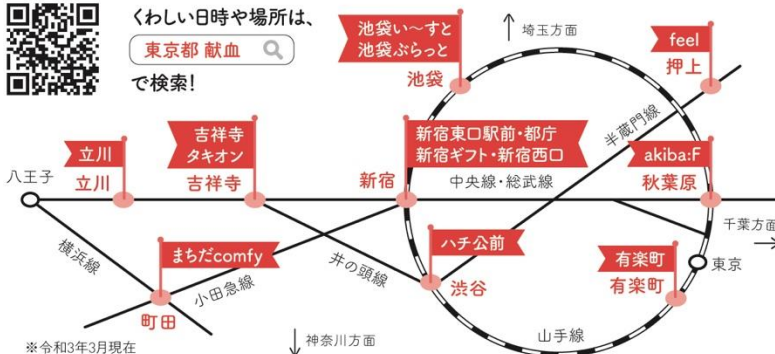 くわしい日時や場所は、
東京都 献血
で検索!
池袋い〜すと
池袋ぶらっと
池袋
埼玉方面
feel
押上
半蔵門線
吉祥寺
タキオン
吉祥寺
立川
立川
八王子
新宿東口駅前・都庁
新宿ギフト・新宿西口
新宿
中央線・総武線
akiba:F
秋葉原
千葉方面
横浜線
まちだcomfy
町田
小田急線
井の頭線
ハチ公前
渋谷
有楽町
有楽町
東京
山手線
神奈川方面
※令和3年3月現在